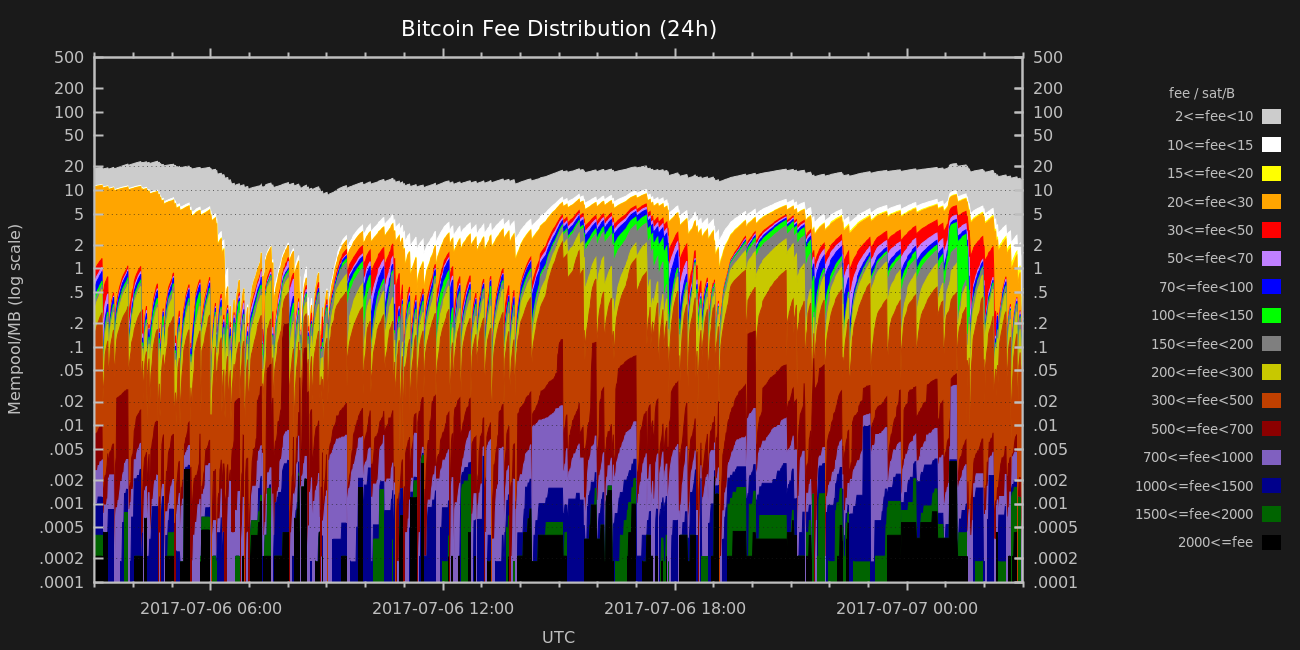 Bitcoin Fee Distribution (24h)
500 500
200 200
100 100
50 50
20 20
10 10
5 5
2 2
1 1
.5 .5
.2 .2
.1 .1
.05 .05
.02 .02
.01 .01
.005 .005
.002 .002
.001 .001
.0005 .0005
.0002 .0002
.0001 .0001
Mempool/MB (log scale)
2017-07-06 06:00 2017-07-06 12:00 2017-07-06 18:00 2017-07-07 00:00
UTC
fee / sat/B
2<=fee<10
10<=fee<15
15<=fee<20
20<=fee<30
30<=fee<50
50<=fee<70
70<=fee<100
100<=fee<150
150<=fee<200
200<=fee<300
300<=fee<500
500<=fee<700
700<=fee<1000
1000<=fee<1500
1500<=fee<2000
2000<=fee